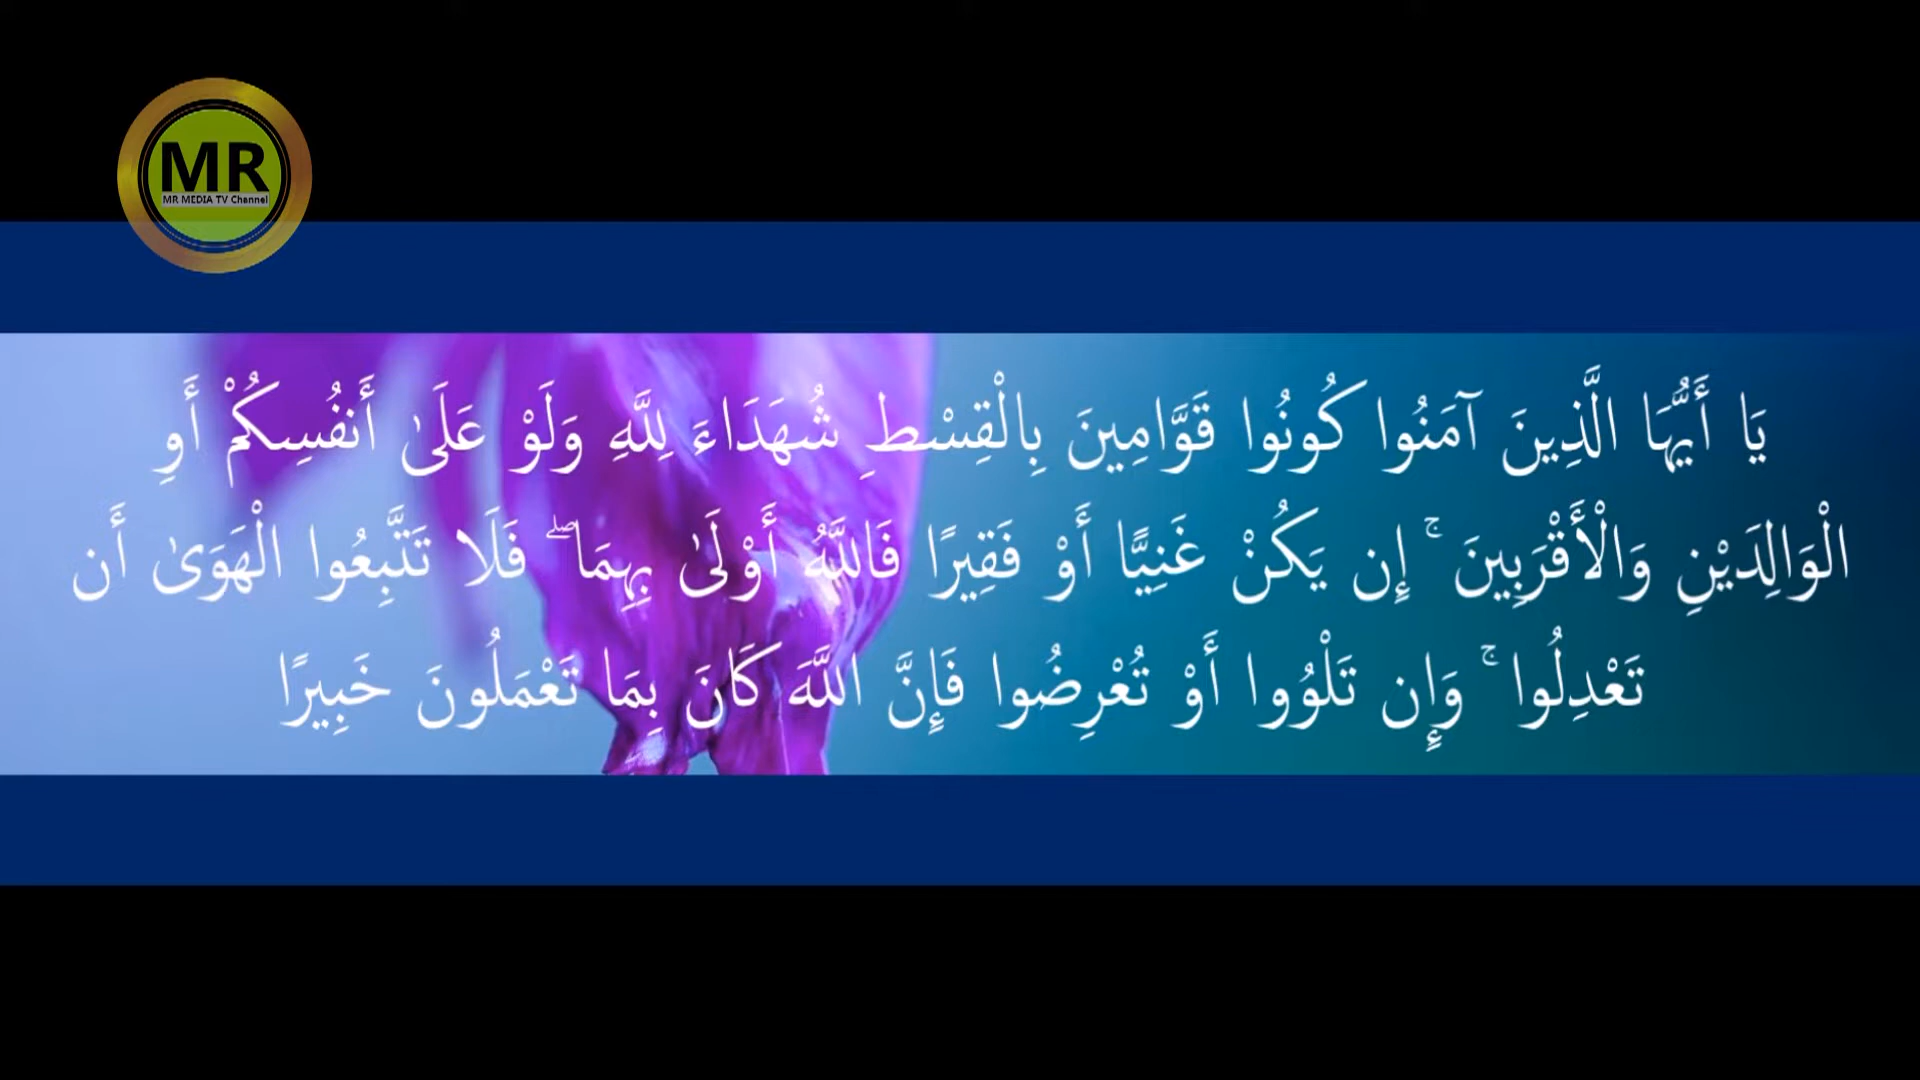 MR
MR MEDIA TV Channel
يَا أَيُّهَا الَّذِينَ آمَنُوا كُونُوا قَوَّامِينَ بِالْقِسْطِ شُهَدَاءَ لِلَّهِ وَلَوْ عَلَىٰ أَنفُسِكُمْ أَوِ
الْوَالِدَيْنِ وَالْأَقْرَبِينَ ۚ إِن يَكُنْ غَنِيًّا أَوْ فَقِيرًا فَاللَّهُ أَوْلَىٰ بِهِمَا ۖ فَلَا تَتَّبِعُوا الْهَوَىٰ أَن
تَعْدِلُوا ۚ وَإِن تَلْوُوا أَوْ تُعْرِضُوا فَإِنَّ اللَّهَ كَانَ بِمَا تَعْمَلُونَ خَبِيرًا